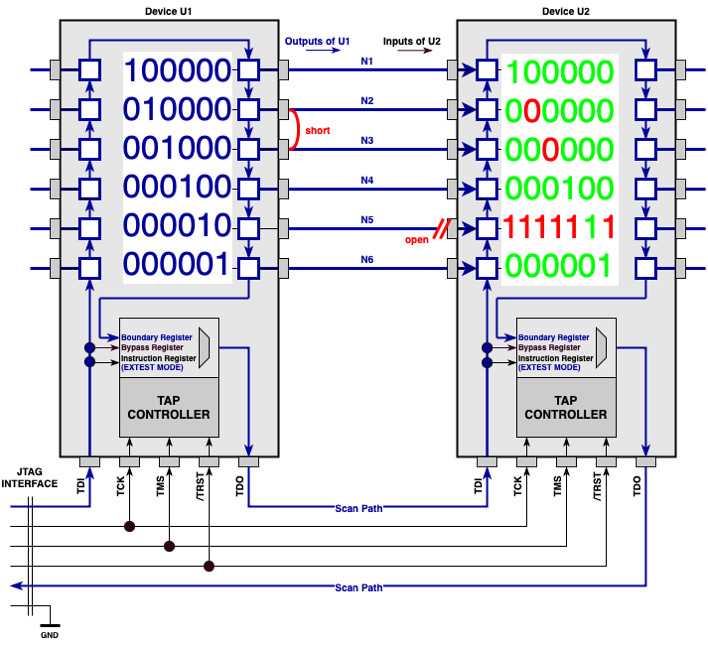 Device U1
Device U2
Outputs of U1
Inputs of U2
100000
N1
100000
010000
N2
000000
short
001000
N3
000000
000100
N4
000100
000010
N5
open
1111111
000001
N6
000001
Boundary Register
Bypass Register
Instruction Register
(EXTEST MODE)
TAP
CONTROLLER
Boundary Register
Bypass Register
Instruction Register
(EXTEST MODE)
TAP
CONTROLLER
JTAG
INTERFACE
TDI
TCK
TMS
/TRST
TDO
TDI
TCK
TMS
/TRST
TDO
Scan Path
Scan Path
GND